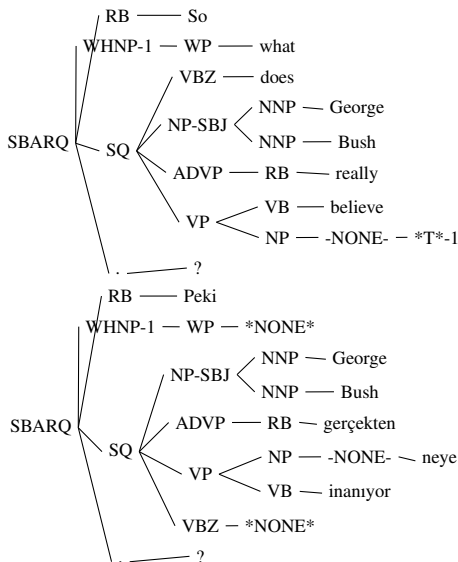 RB So
WHNP-1 WP what
VBZ does
NNP George
NP-SBJ
NNP Bush
SBARQ SQ
ADVP RB really
VB believe
VP
NP -NONE- *T*-1
. ?
RB Peki
WHNP-1 WP *NONE*
NNP George
NP-SBJ
NNP Bush
SBARQ
ADVP RB gerçekten
SQ
NP -NONE- neye
VP
VB inanıyor
VBZ *NONE*
. ?